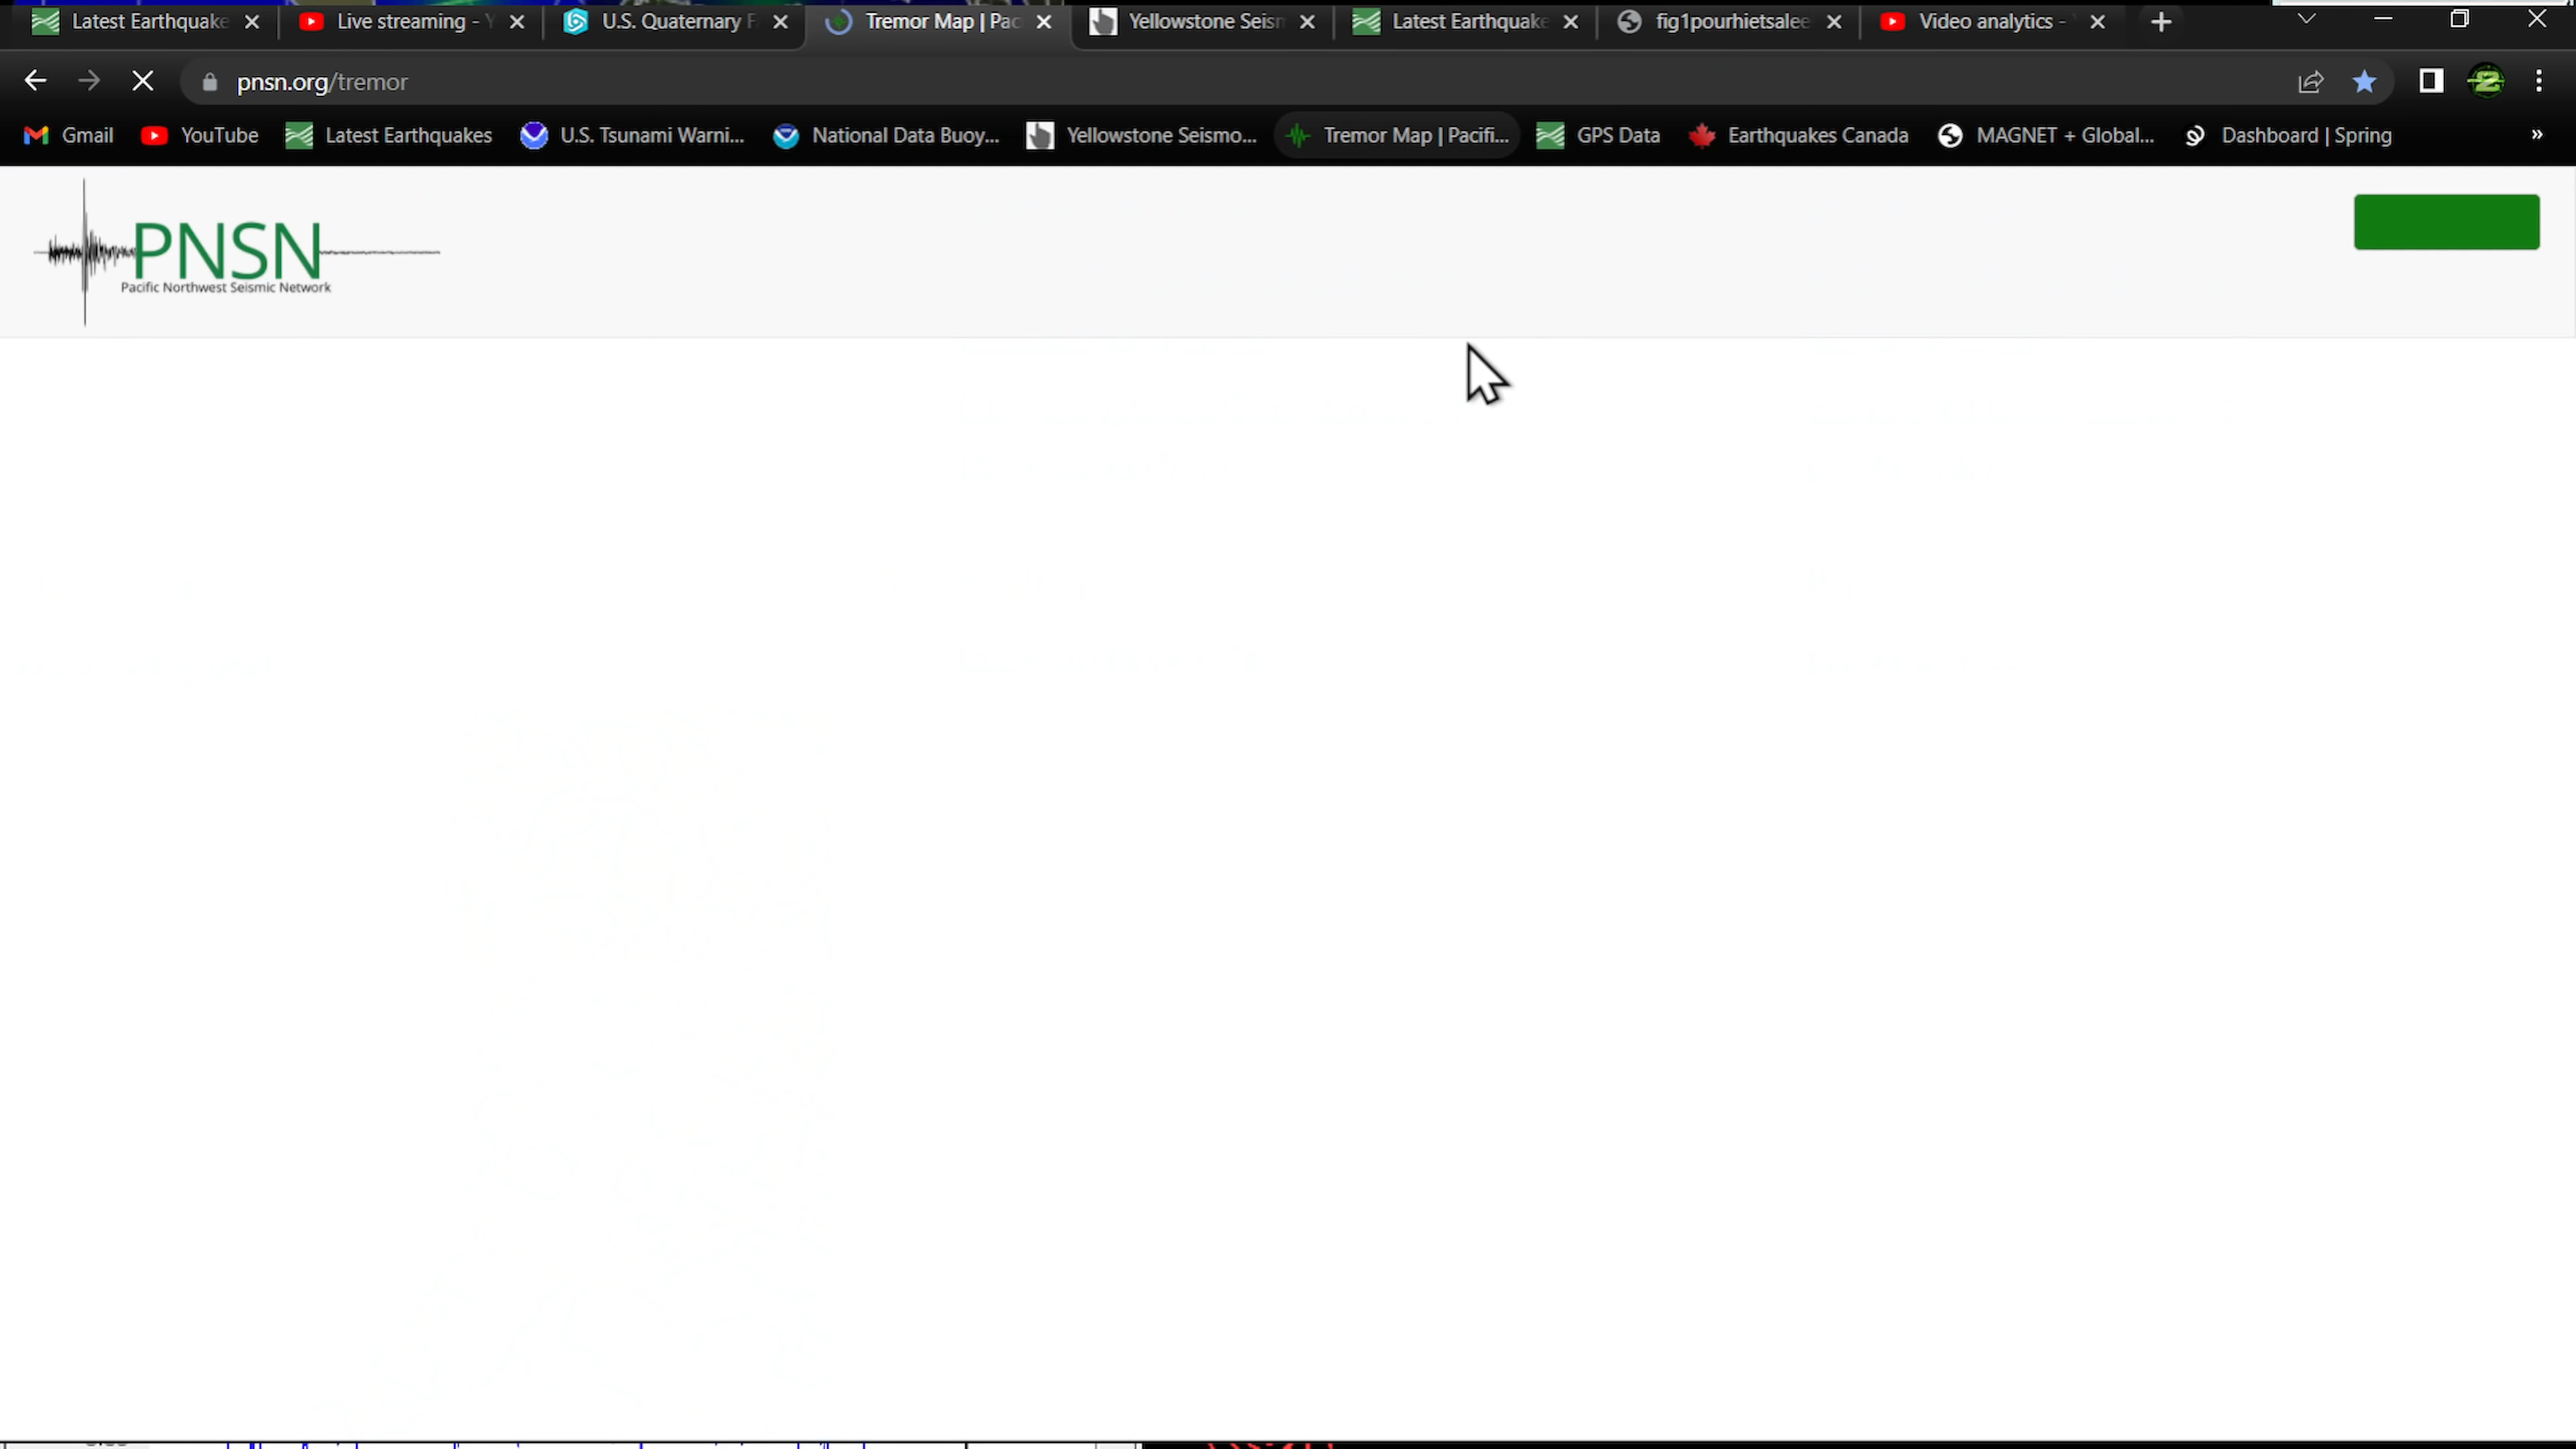 Latest Earthquake Live streaming - Y U.S. Quaternary F Tremor Map | Pac Yellowstone Seism Latest Earthquake fig1pourhietsalee Video analytics -
pnsn.org/tremor
Gmail YouTube Latest Earthquakes U.S. Tsunami Warni... National Data Buoy... Yellowstone Seismo... Tremor Map | Pacifi... GPS Data Earthquakes Canada MAGNET + Global... Dashboard | Spring »
PNSN
Pacific Northwest Seismic Network